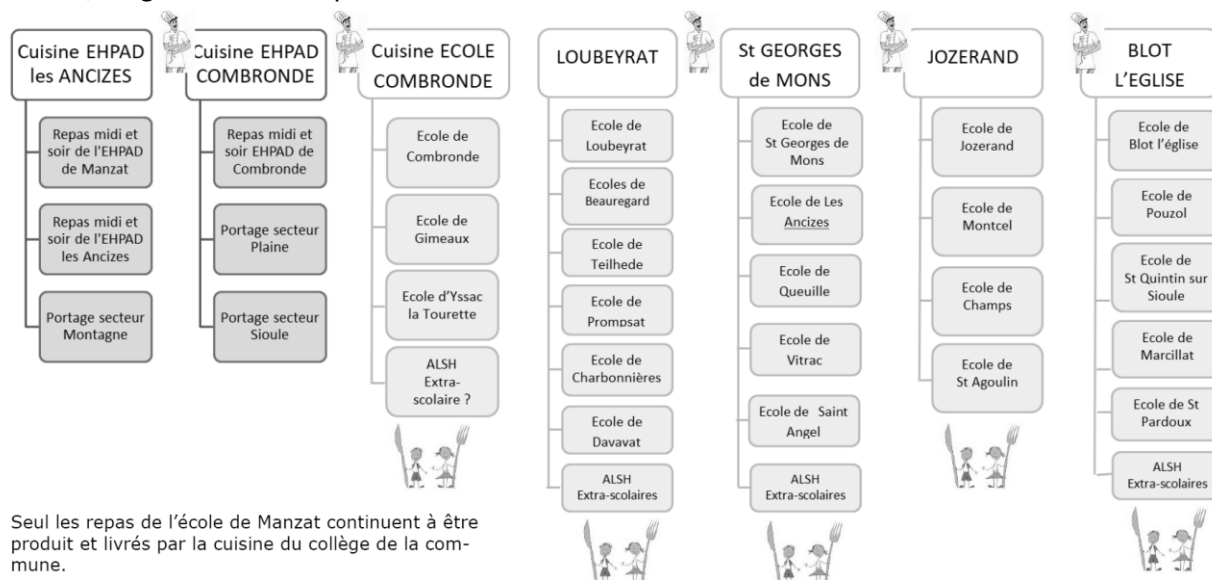 Cuisine EHPAD
les ANCIZES
Repas midi et
soir de l'EHPAD
de Manzat
Repas midi et
soir de l'EHPAD
les Ancizes
Portage secteur
Montagne
Cuisine EHPAD
COMBRONDE
Repas midi et
soir EHPAD de
Combronde
Portage secteur
Plaine
Portage secteur
Sioule
Cuisine ECOLE
COMBRONDE
Ecole de
Combronde
Ecole de
Gimeaux
Ecole d'Yssac
la Tourette
ALSH
Extra-
scolaire ?
LOUBEYRAT
Ecole de
Loubeyrat
Ecoles de
Beauregard
Ecole de
Teilhede
Ecole de
Prompsat
Ecole de
Charbonnières
Ecole de
Davavat
ALSH
Extra-scolaires
St GEORGES
de MONS
Ecole de
St Georges de
Mons
Ecole de Les
Ancizes
Ecole de
Queuille
Ecole de
Vitrac
Ecole de Saint
Angel
ALSH
Extra-scolaires
JOZERAND
Ecole de
Jozerand
Ecole de
Montcel
Ecole de
Champs
Ecole de
St Agoulin
BLOT
L'EGLISE
Ecole de
Blot l'église
Ecole de
Pouzol
Ecole de
St Quintin sur
Sioule
Ecole de
Marcillat
Ecole de St
Pardoux
ALSH
Extra-scolaires
Seul les repas de l'école de Manzat continuent à être
produit et livrés par la cuisine du collège de la com-
mune.